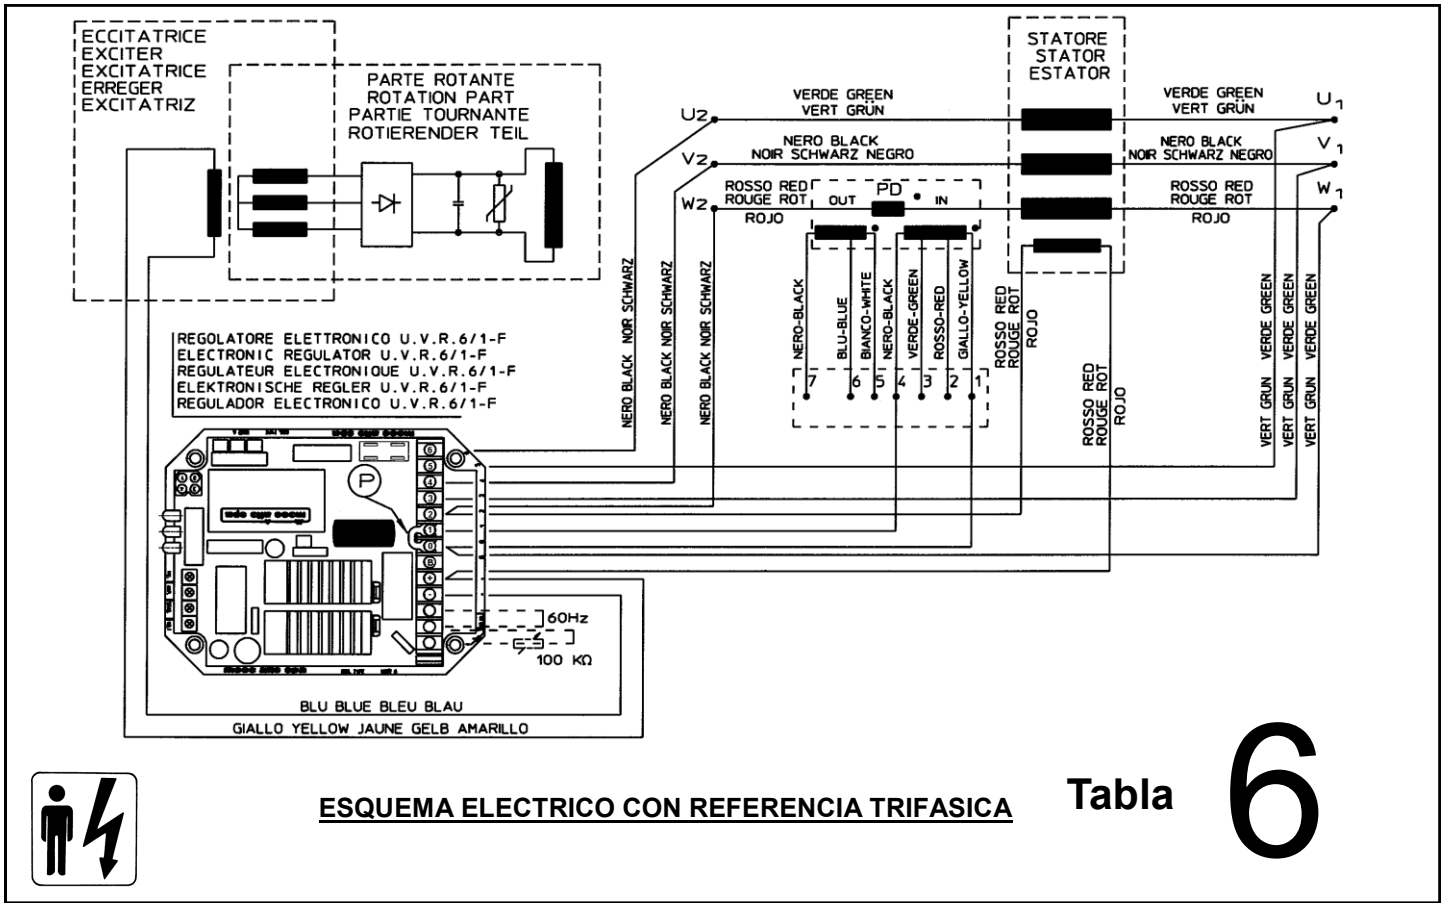 ECCITATRICE
EXCITER
EXCITATRICE
ERREGER
EXCITATRIZ
PARTE ROTANTE
ROTATION PART
PARTIE TOURNANTE
ROTIERENDER TEIL
STATORE
STATOR
ESTATOR
U2
VERDE GREEN
VERT GRÜN
VERDE GREEN
VERT GRÜN
U1
V2
NERO BLACK
NOIR SCHWARZ NEGRO
NERO BLACK
NOIR SCHWARZ NEGRO
V1
W2
ROSSO RED
ROUGE ROT
ROJO
OUT
PD
IN
ROSSO RED
ROUGE ROT
ROJO
W1
NERO BLACK NOIR SCHWARZ
NERO BLACK NOIR SCHWARZ
NERO BLACK NOIR SCHWARZ
NERO-BLACK
BLU-BLUE
BIANCO-WHITE
NERO-BLACK
VERDE-GREEN
ROSSO-RED
GIALLO-YELLOW
7 6 5 4 3 2 1
ROSSO RED
ROUGE ROT
ROJO
ROSSO RED
ROUGE ROT
ROJO
VERT GRUN VERDE GREEN
VERT GRUN VERDE GREEN
VERT GRUN VERDE GREEN
REGOLATORE ELETTRONICO U.V.R.6/1-F
ELECTRONIC REGULATOR U.V.R.6/1-F
REGULATEUR ELECTRONIQUE U.V.R.6/1-F
ELEKTRONISCHE REGLER U.V.R.6/1-F
REGULADOR ELECTRONICO U.V.R.6/1-F
P
6
5
4
3
2
1
0
B
+
-
60Hz
100 KΩ
BLU BLUE BLEU BLAU
GIALLO YELLOW JAUNE GELB AMARILLO
ESQUEMA ELECTRICO CON REFERENCIA TRIFASICA
Tabla 6